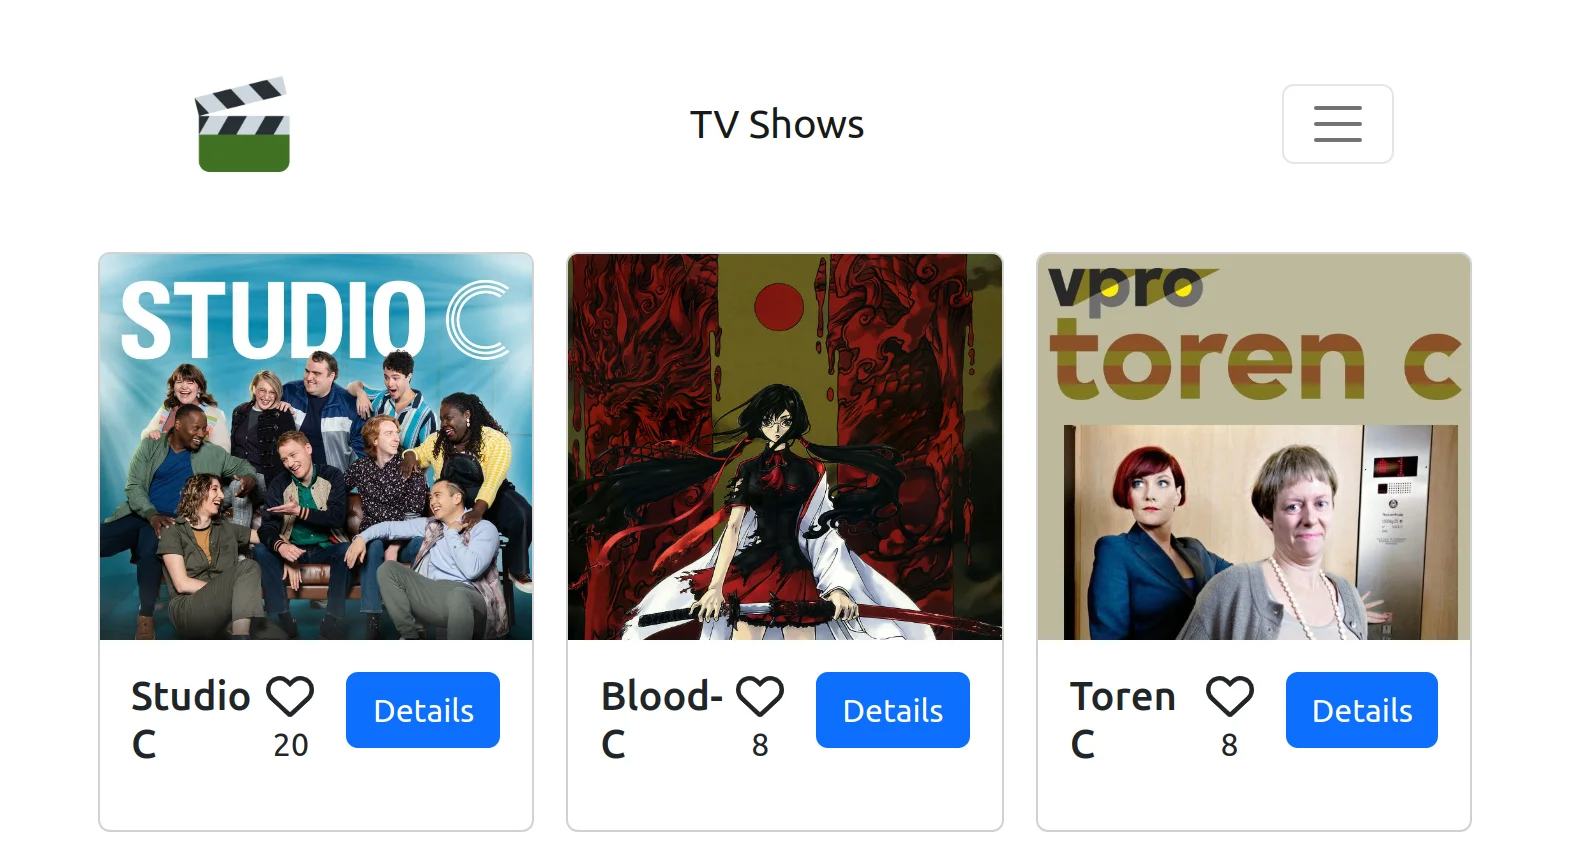 TV Shows
STUDIO C
vpro
toren c
Studio
C
20
Details
Blood-
C
8
Details
Toren
C
8
Details